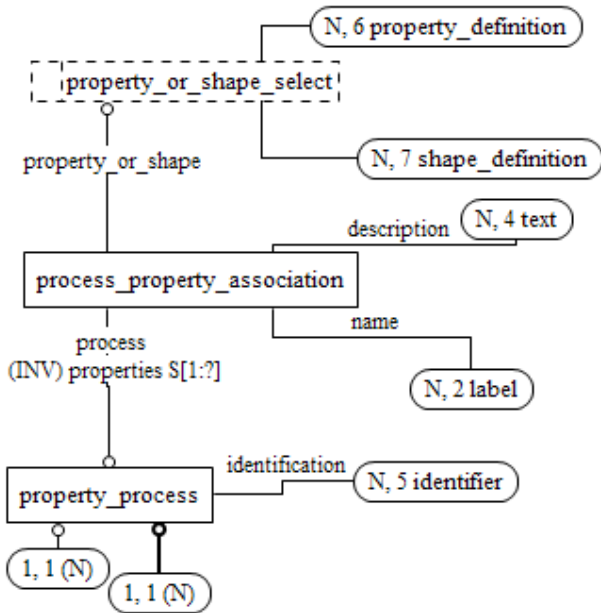 N, 6 property_definition
property_or_shape_select
N, 7 shape_definition
property_or_shape
N, 4 text
description
process_property_association
name
process
(INV) properties S[1:?]
N, 2 label
identification
N, 5 identifier
property_process
1, 1 (N)
1, 1 (N)